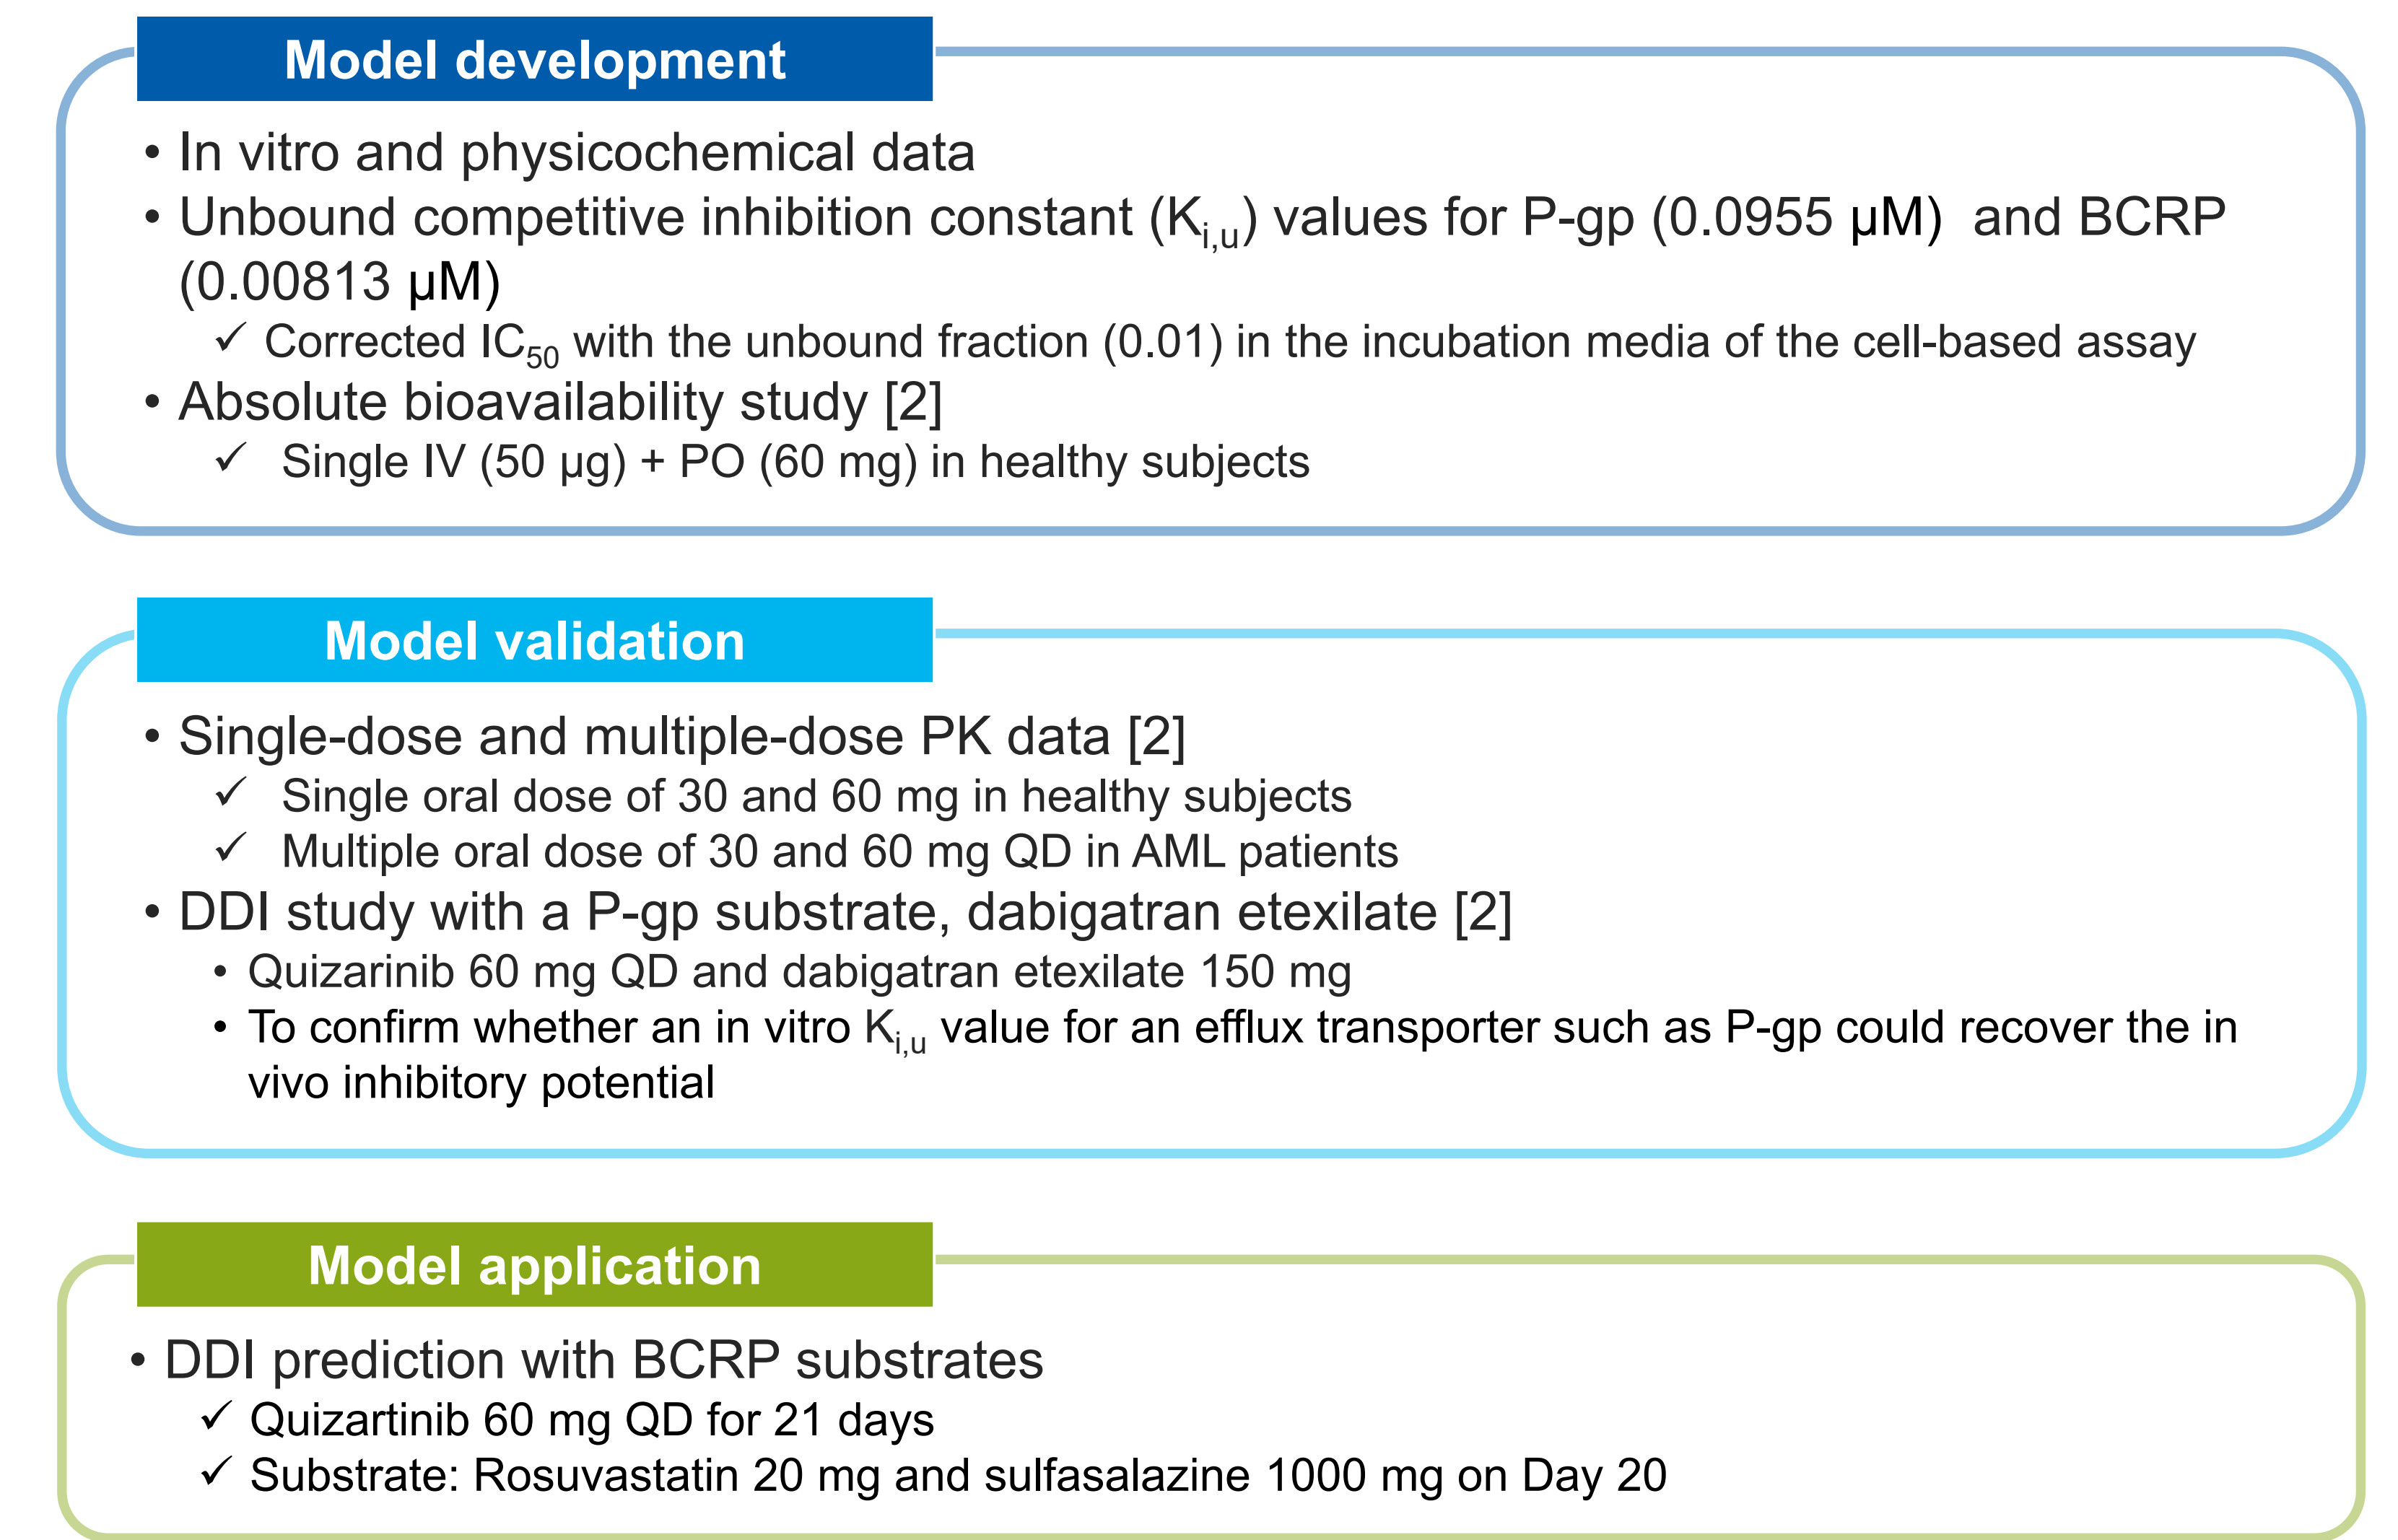 Model development
• In vitro and physicochemical data
• Unbound competitive inhibition constant (Ki,u) values for P-gp (0.0955 µM)  and BCRP
(0.00813 µM)
✓ Corrected IC50 with the unbound fraction (0.01) in the incubation media of the cell-based assay
• Absolute bioavailability study [2]
✓ Single IV (50 µg) + PO (60 mg) in healthy subjects
Model validation
• Single-dose and multiple-dose PK data [2]
✓ Single oral dose of 30 and 60 mg in healthy subjects
✓ Multiple oral dose of 30 and 60 mg QD in AML patients
• DDI study with a P-gp substrate, dabigatran etexilate [2]
• Quizarinib 60 mg QD and dabigatran etexilate 150 mg
• To confirm whether an in vitro Ki,u value for an efflux transporter such as P-gp could recover the in
vivo inhibitory potential
Model application
• DDI prediction with BCRP substrates
✓ Quizartinib 60 mg QD for 21 days
✓ Substrate: Rosuvastatin 20 mg and sulfasalazine 1000 mg on Day 20